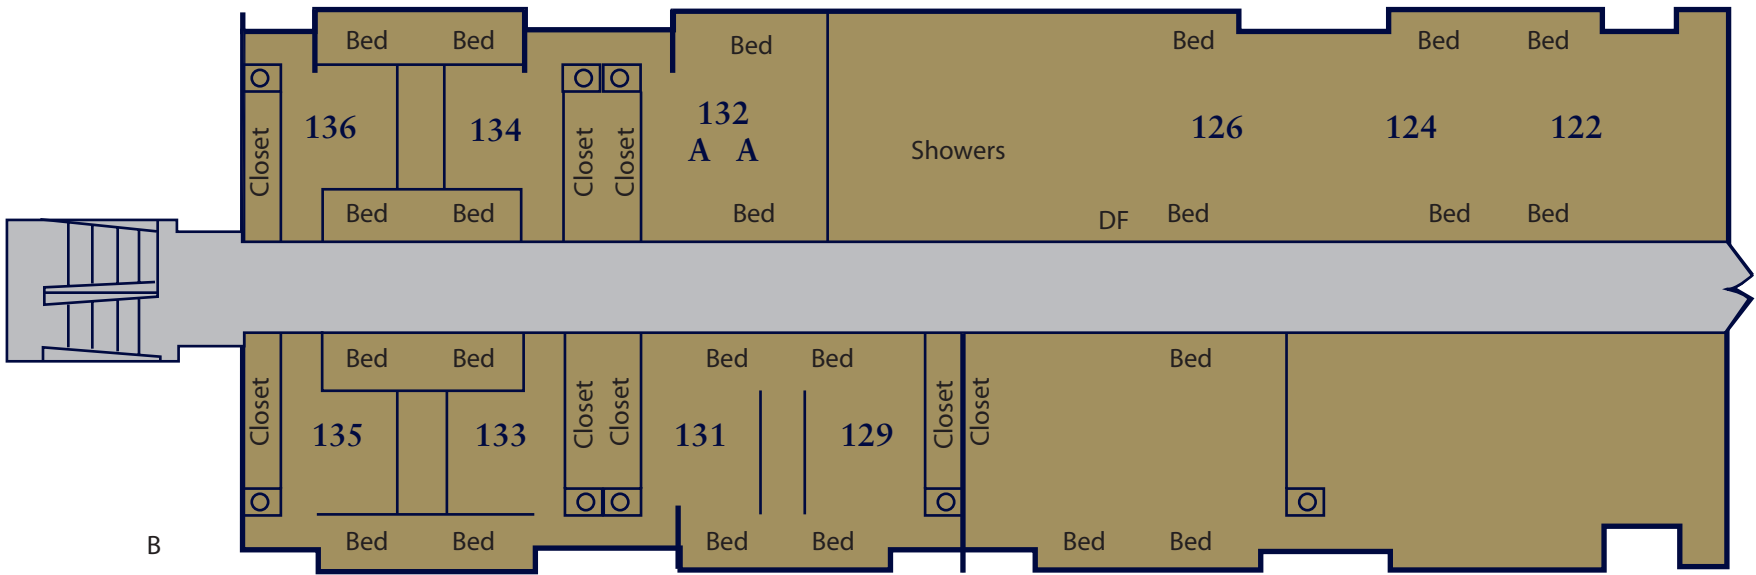 Bed Bed Bed Bed Bed Bed
Closet 136 134 Closet Closet 132 126 124 122
A A Showers
Bed Bed Bed DF Bed Bed Bed
Bed Bed Bed Bed Bed
Closet 135 133 Closet Closet 131 129 Closet Closet
B Bed Bed Bed Bed Bed Bed